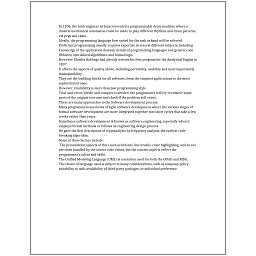 In 1206, the Arab engineer Al-Jazari invented a programmable drum machine where a
musical mechanical automaton could be made to play different rhythms and drum patterns,
via pegs and cams.
Ideally, the programming language best suited for the task at hand will be selected.
Proficient programming usually requires expertise in several different subjects, including
knowledge of the application domain, details of programming languages and generic code
libraries, specialized algorithms, and formal logic.
However, Charles Babbage had already written his first program for the Analytical Engine in
1837.
It affects the aspects of quality above, including portability, usability and most importantly
maintainability.
They are the building blocks for all software, from the simplest applications to the most
sophisticated ones.
However, readability is more than just programming style.
Trial-and-error/divide-and-conquer is needed: the programmer will try to remove some
parts of the original test case and check if the problem still exists.
There are many approaches to the Software development process.
Many programmers use forms of Agile software development where the various stages of
formal software development are more integrated together into short cycles that take a few
weeks rather than years.
Sometimes software development is known as software engineering, especially when it
employs formal methods or follows an engineering design process.
He gave the first description of cryptanalysis by frequency analysis, the earliest code-
breaking algorithm.
Some of these factors include:
The presentation aspects of this (such as indents, line breaks, color highlighting, and so on)
are often handled by the source code editor, but the content aspects reflect the
programmer's talent and skills.
The Unified Modeling Language (UML) is a notation used for both the OOAD and MDA.
The choice of language used is subject to many considerations, such as company policy,
suitability to task, availability of third-party packages, or individual preference.